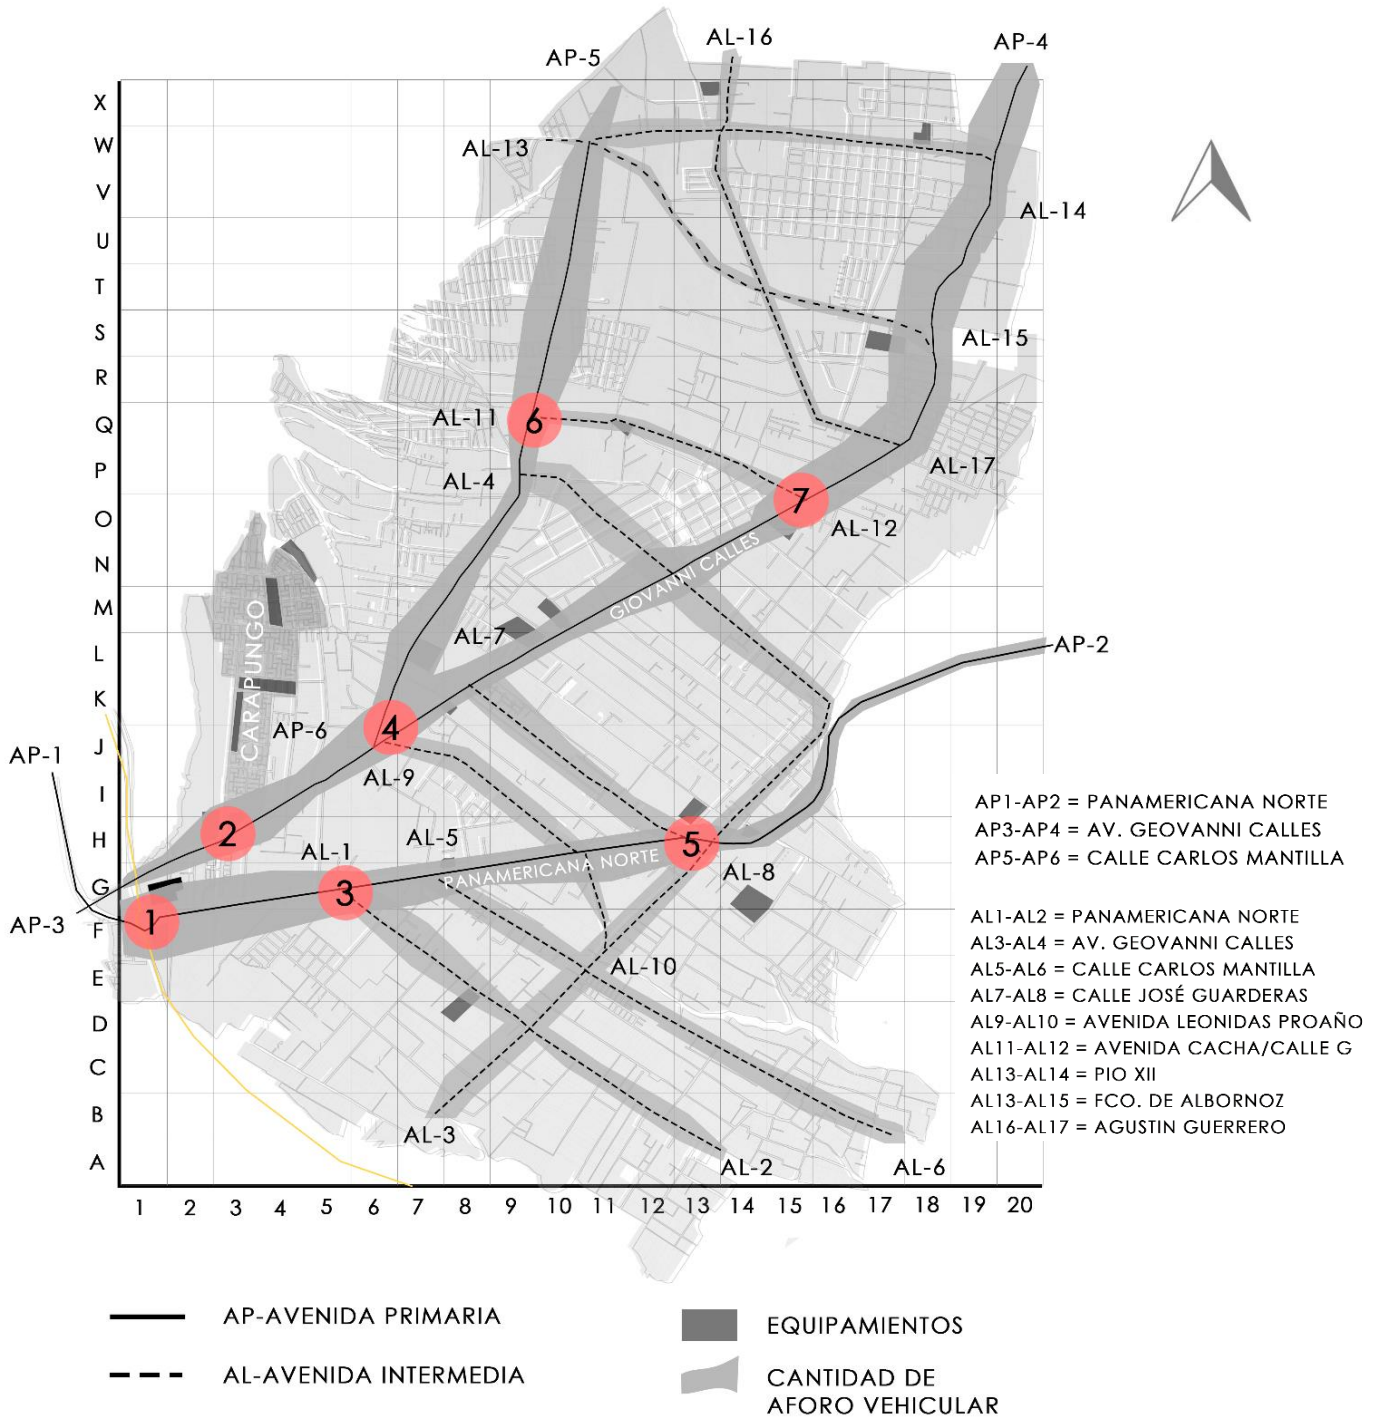 AL-16
AP-4
AP-5
X
W
AL-13
V
AL-14
U
T
S
AL-15
R
Q
AL-11
6
P
AL-4
AL-17
7
O
AL-12
N
GIOVANNI CALLES
M
CARAPUNGO
AL-7
L
AP-2
K
4
AP-6
J
AP-1
AL-9
I
2
H
AL-5
5
AL-1
PANAMERICANA NORTE
AL-8
G
3
AP-3
1
F
AL-10
E
D
C
B
AL-3
A
AL-2
AL-6
1 2 3 4 5 6 7 8 9 10 11 12 13 14 15 16 17 18 19 20
AP1-AP2 = PANAMERICANA NORTE
AP3-AP4 = AV. GEOVANNI CALLES
AP5-AP6 = CALLE CARLOS MANTILLA
AL1-AL2 = PANAMERICANA NORTE
AL3-AL4 = AV. GEOVANNI CALLES
AL5-AL6 = CALLE CARLOS MANTILLA
AL7-AL8 = CALLE JOSÉ GUARDERAS
AL9-AL10 = AVENIDA LEONIDAS PROAÑO
AL11-AL12 = AVENIDA CACHA/CALLE G
AL13-AL14 = PIO XII
AL13-AL15 = FCO. DE ALBORNOZ
AL16-AL17 = AGUSTIN GUERRERO
AP-AVENIDA PRIMARIA
AL-AVENIDA INTERMEDIA
EQUIPAMIENTOS
CANTIDAD DE
AFORO VEHICULAR